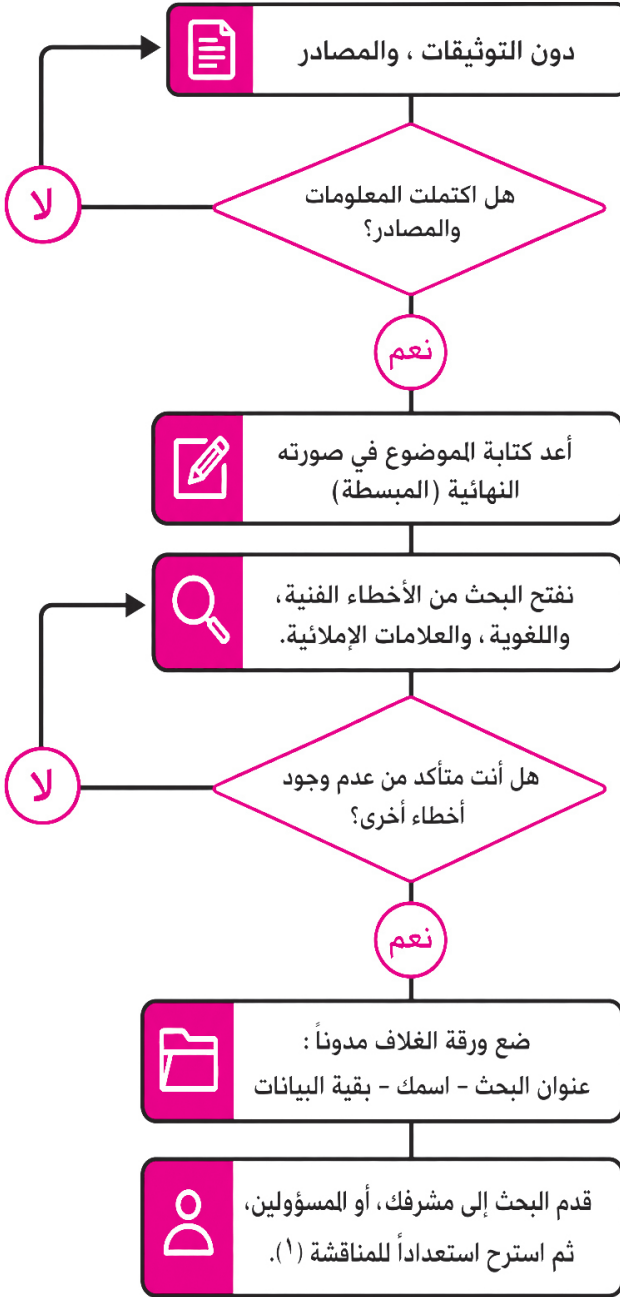 دون التوثيقات ، والمصادر
هل اكتملت المعلومات
والمصادر؟
لا
نعم
أعد كتابة الموضوع في صورته
النهائية (المبسطة)
نفتح البحث من الأخطاء الفنية،
واللغوية، والعلامات الإملائية.
هل أنت متأكد من عدم وجود
أخطاء أخرى؟
لا
نعم
ضع ورقة الغلاف مدوناً :
عنوان البحث - اسمك - بقية البيانات
قدم البحث إلى مشرفك، أو المسؤولين،
ثم استرح استعداداً للمناقشة (١).